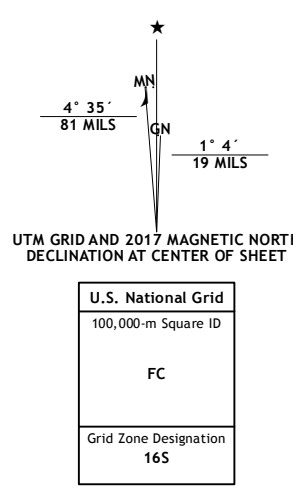 ★
MN
4° 35´
81 MILS
GN
1° 4´
19 MILS
UTM GRID AND 2017 MAGNETIC NORTH
DECLINATION AT CENTER OF SHEET
U.S. National Grid
100,000-m Square ID
FC
Grid Zone Designation
16S